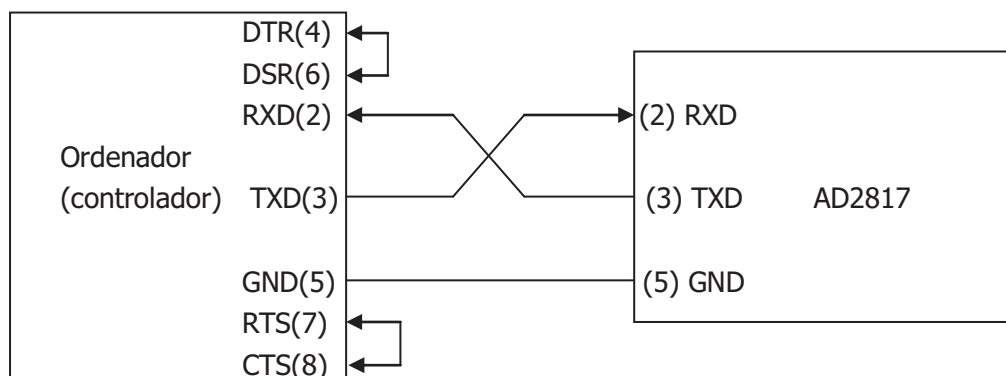 DTR(4)
DSR(6)
RXD(2)
(2) RXD
Ordenador
(controlador)
TXD(3)
(3) TXD
AD2817
GND(5)
(5) GND
RTS(7)
CTS(8)